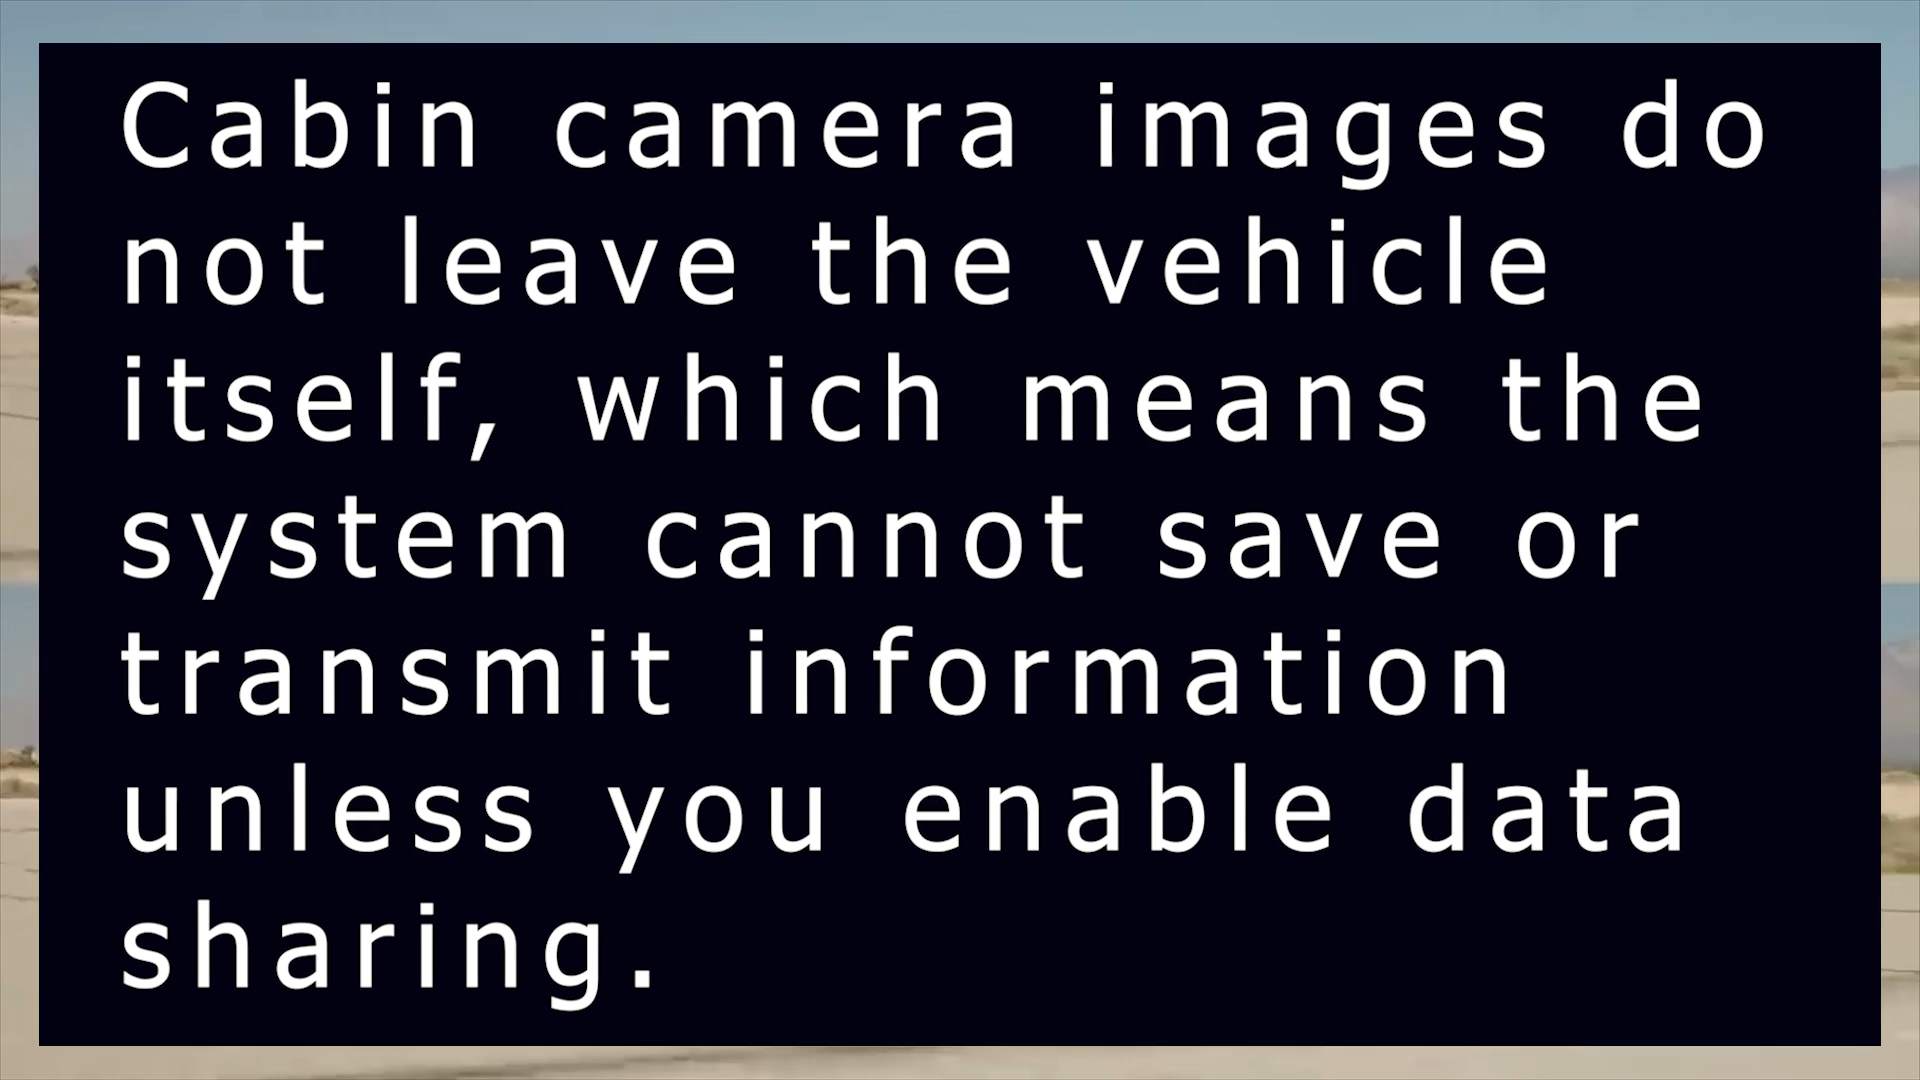 Cabin camera images do
not leave the vehicle
itself, which means the
system cannot save or
transmit information
unless you enable data
sharing.